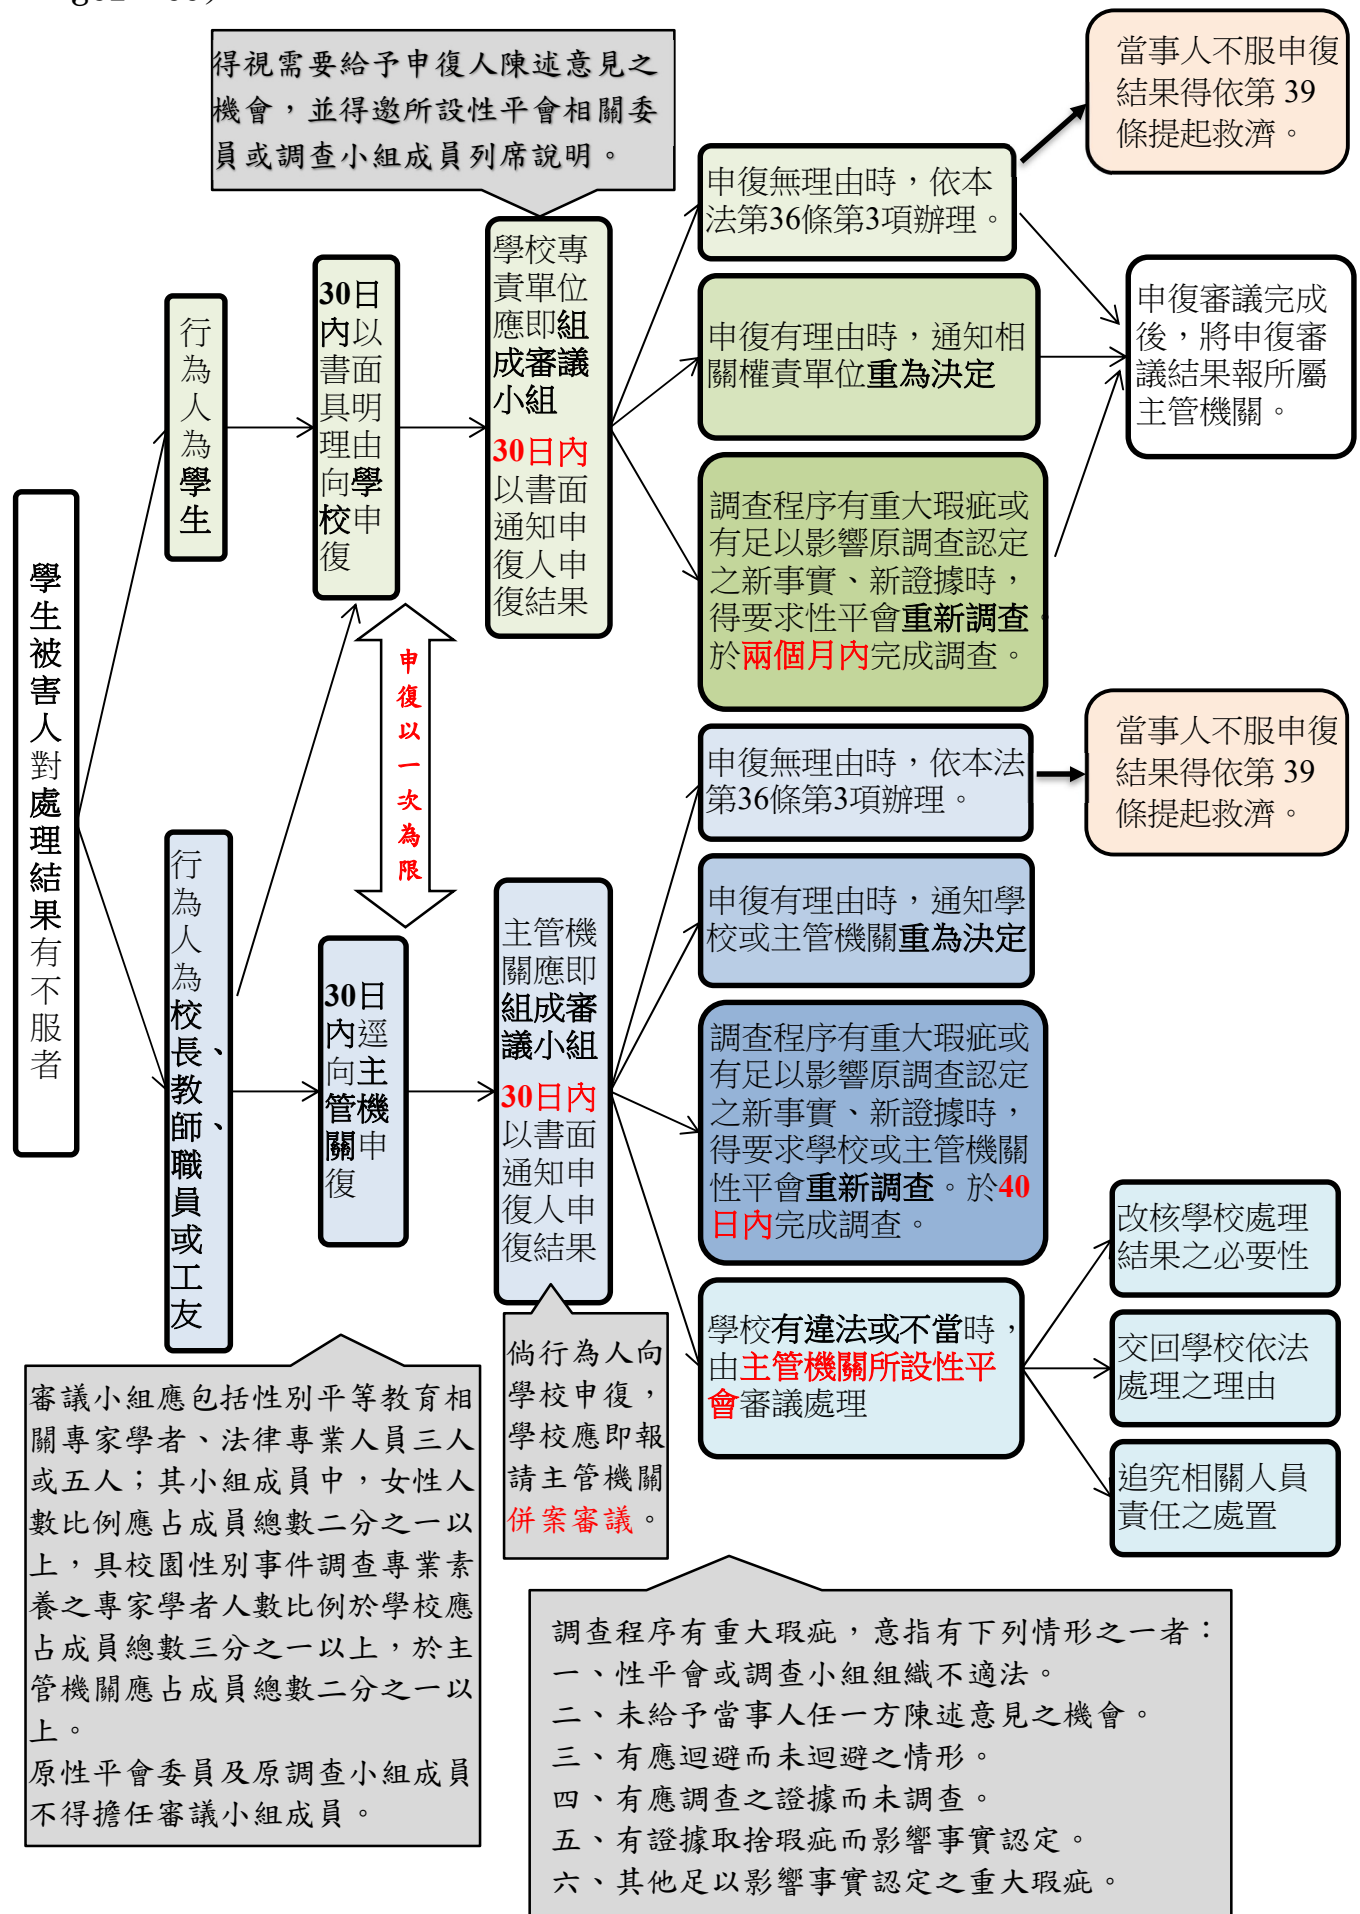 得視需要給予申復人陳述意見之
機會，並得邀所設性平會相關委
員或調查小組成員列席說明。
當事人不服申復
結果得依第 39
條提起救濟。
申復無理由時，依本
法第36條第3項辦理。
學校專
責單位
應即組
成審議
小組
30日內
以書面
通知申
復人申
復結果
30日
內以
書面
具明
理由
向學
校申
復
行
為
人
為
學
生
申復有理由時，通知相
關權責單位重為決定
申復審議完成
後，將申復審
議結果報所屬
主管機關。
調查程序有重大瑕疵或
有足以影響原調查認定
之新事實、新證據時，
得要求性平會重新調查，
於兩個月內完成調查。
學
生
被
害
人
對
處
理
結
果
有
不
服
者
申
復
以
一
次
為
限
申復無理由時，依本法
第36條第3項辦理。
當事人不服申復
結果得依第 39
條提起救濟。
行
為
人
為
校
長、
教
師、
職
員
或
工
友
30日
內逕
向主
管機
關申
復
主管機
關應即
組成審
議小組
30日內
以書面
通知申
復人申
復結果
申復有理由時，通知學
校或主管機關重為決定
調查程序有重大瑕疵或
有足以影響原調查認定
之新事實、新證據時，
得要求學校或主管機關
性平會重新調查。於40
日內完成調查。
學校有違法或不當時，
由主管機關所設性平
會審議處理
改核學校處理
結果之必要性
交回學校依法
處理之理由
追究相關人員
責任之處置
倘行為人向
學校申復，
學校應即報
請主管機關
併案審議。
審議小組應包括性別平等教育相
關專家學者、法律專業人員三人
或五人；其小組成員中，女性人
數比例應占成員總數二分之一以
上，具校園性別事件調查專業素
養之專家學者人數比例於學校應
占成員總數三分之一以上，於主
管機關應占成員總數二分之一以
上。
原性平會委員及原調查小組成員
不得擔任審議小組成員。
調查程序有重大瑕疵，意指有下列情形之一者：
一、性平會或調查小組組織不適法。
二、未給予當事人任一方陳述意見之機會。
三、有應迴避而未迴避之情形。
四、有應調查之證據而未調查。
五、有證據取捨瑕疵而影響事實認定。
六、其他足以影響事實認定之重大瑕疵。